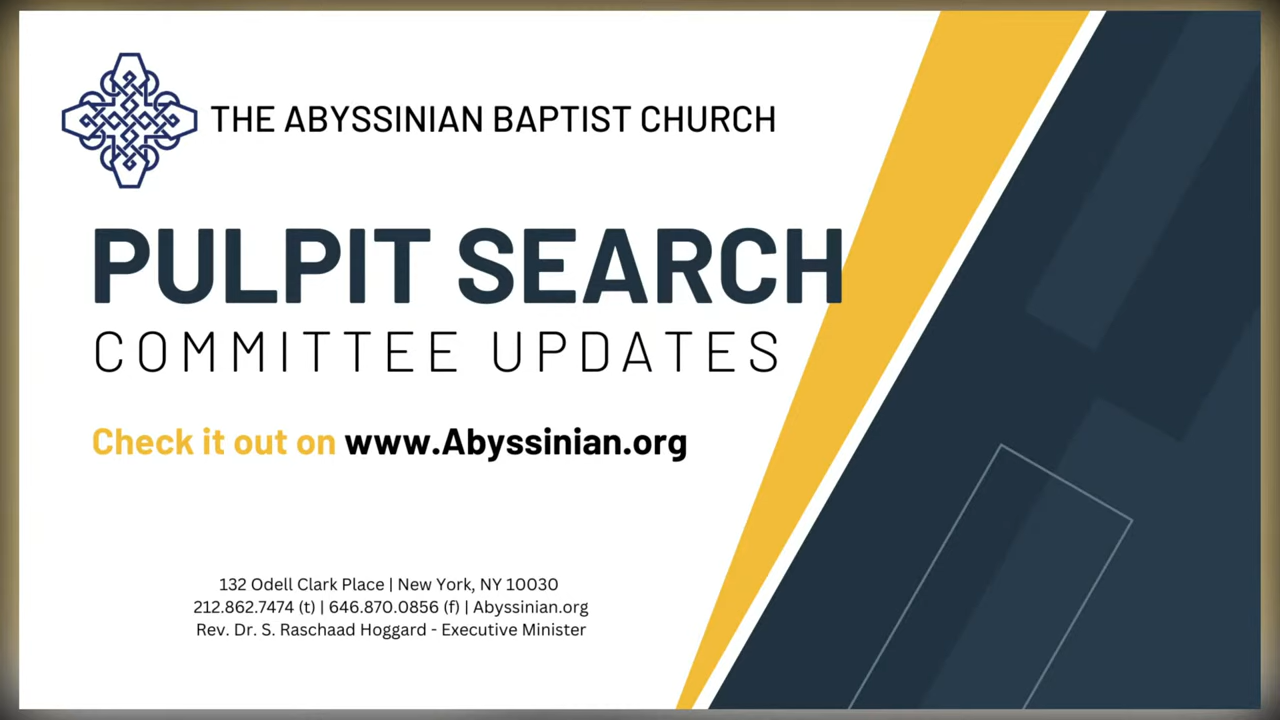 THE ABYSSINIAN BAPTIST CHURCH
PULPIT SEARCH
COMMITTEE UPDATES
Check it out on www.Abyssinian.org
132 Odell Clark Place | New York, NY 10030
212.862.7474 (t) | 646.870.0856 (f) | Abyssinian.org
Rev. Dr. S. Raschaad Hoggard - Executive Minister